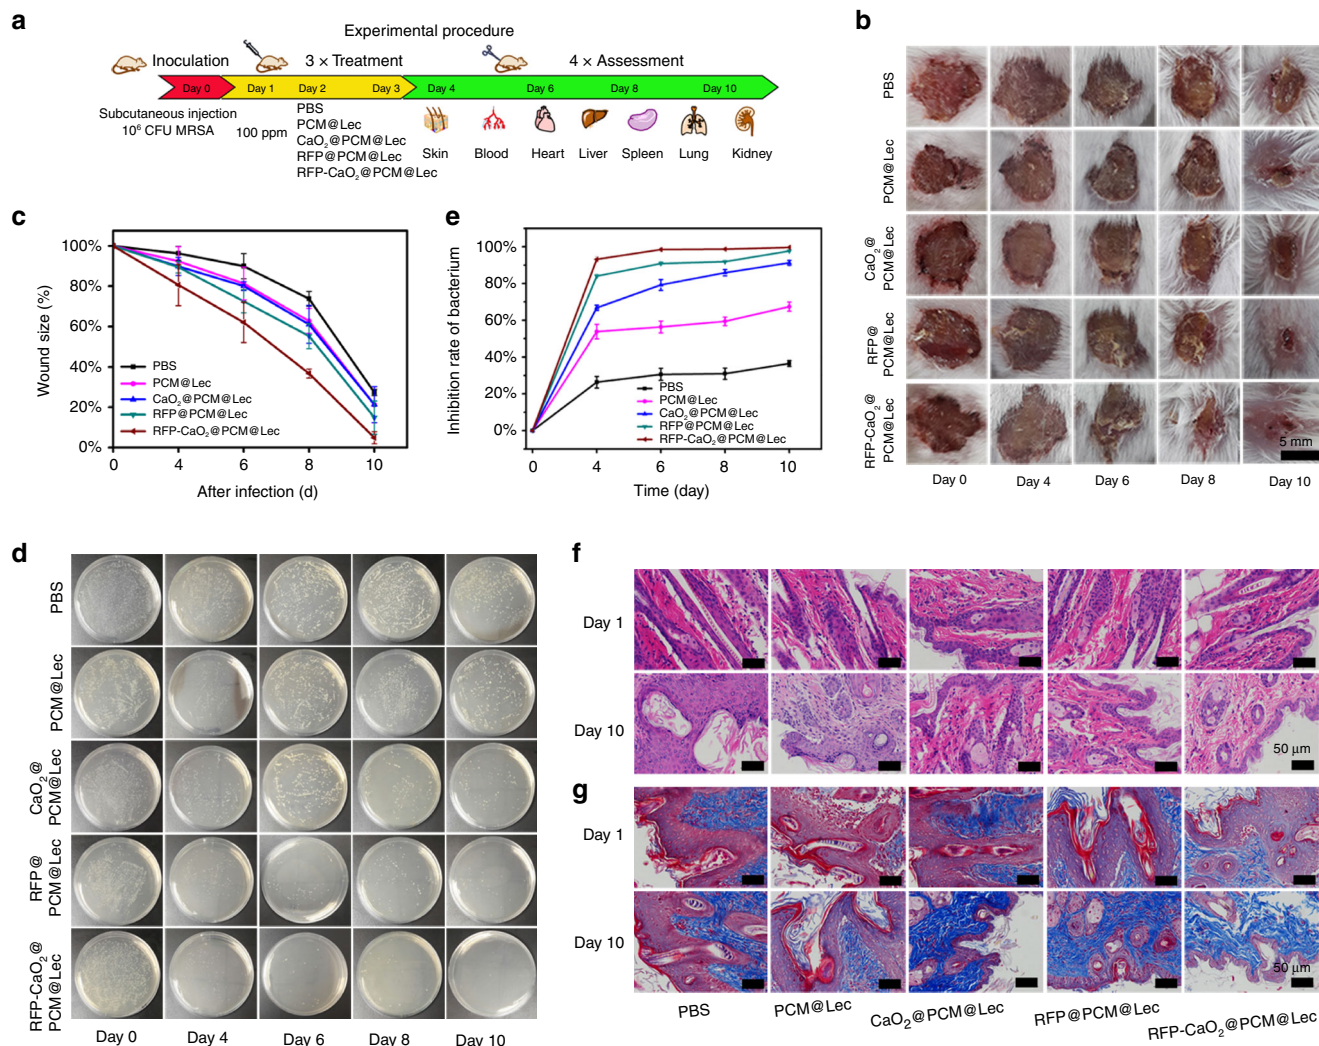 a
Experimental procedure
Inoculation
3 × Treatment
4 × Assessment
Day 0
Day 1
Day 2
Day 3
Day 4
Day 6
Day 8
Day 10
Subcutaneous injection
10⁶ CFU MRSA
100 ppm
PBS
PCM@Lec
CaO₂@PCM@Lec
RFP@PCM@Lec
RFP-CaO₂@PCM@Lec
Skin
Blood
Heart
Liver
Spleen
Lung
Kidney
b
PBS
PCM@Lec
CaO₂@
PCM@Lec
RFP@
PCM@Lec
RFP-CaO₂@
PCM@Lec
5 mm
Day 0
Day 4
Day 6
Day 8
Day 10
c
Wound size (%)
100%
80%
60%
40%
20%
0%
PBS
PCM@Lec
CaO₂@PCM@Lec
RFP@PCM@Lec
RFP-CaO₂@PCM@Lec
0
4
6
8
10
After infection (d)
e
Inhibition rate of bacterium
100%
80%
60%
40%
20%
0%
PBS
PCM@Lec
CaO₂@PCM@Lec
RFP@PCM@Lec
RFP-CaO₂@PCM@Lec
0
4
6
8
10
Time (day)
d
PBS
PCM@Lec
CaO₂@
PCM@Lec
RFP@
PCM@Lec
RFP-CaO₂@
PCM@Lec
Day 0
Day 4
Day 6
Day 8
Day 10
f
Day 1
Day 10
50 μm
g
Day 1
Day 10
50 μm
PBS
PCM@Lec
CaO₂@PCM@Lec
RFP@PCM@Lec
RFP-CaO₂@PCM@Lec